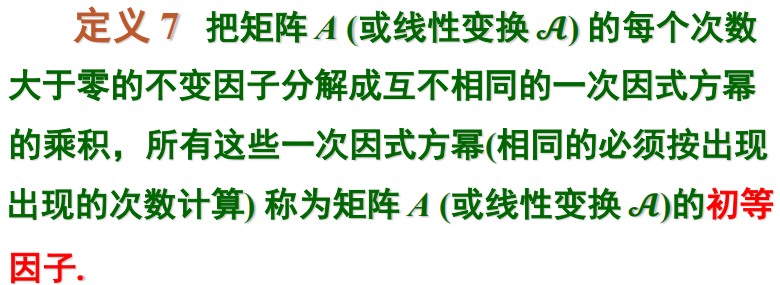 定义 7 把矩阵 A (或线性变换 𝒜) 的每个次数
大于零的不变因子分解成互不相同的一次因式方幂
的乘积，所有这些一次因式方幂(相同的必须按出现
出现的次数计算) 称为矩阵 A (或线性变换 𝒜)的初等
因子.